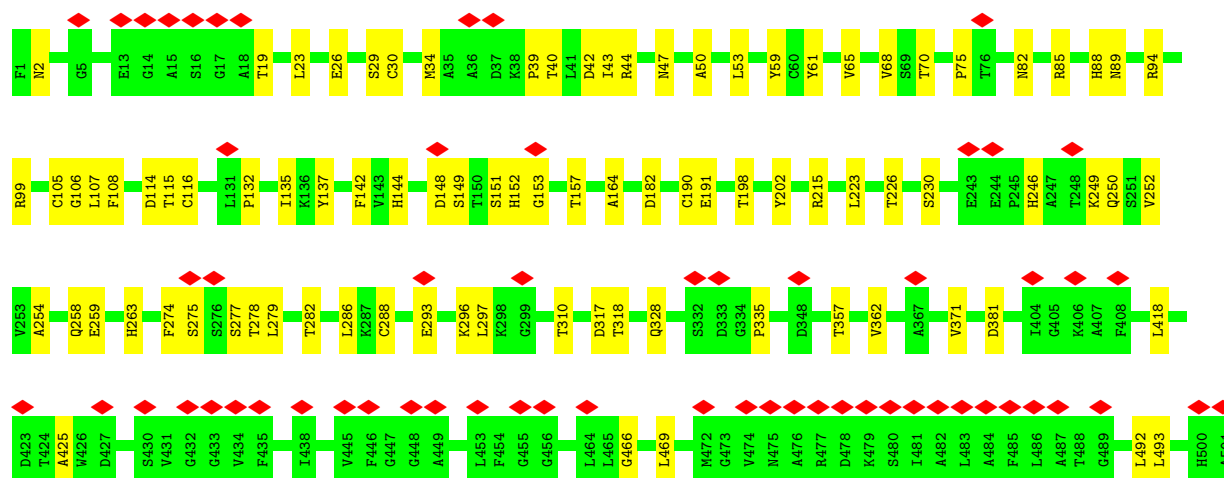 F1 N2 G5 E13 G14 A15 S16 G17 A18 T19 L23 E26 S29 C30 M34 A35 A36 D37 K38 P39 T40 L41 D42 I43 R44 N47 A50 L53 Y59 C60 Y61 V65 V68 S69 T70 P75 T76 N82 R85 H88 N89 R94
R99 C105 G106 L107 F108 D114 T115 C116 L131 P132 I135 K136 Y137 F142 V143 H144 D148 S149 T150 S151 H152 G153 T157 A164 D182 C190 E191 T198 Y202 R215 L223 T226 S230 E243 E244 P245 H246 A247 T248 K249 Q250 S251 V252
V253 A254 Q258 E259 H263 F274 S275 S276 S277 T278 L279 T282 L286 K287 C288 E293 K296 L297 K298 G299 T310 D317 T318 Q328 S332 D333 G334 P335 D348 T357 V362 A367 V371 D381 I404 G405 K406 A407 F408 L418
D423 T424 A425 W426 D427 S430 V431 G432 G433 V434 F435 I438 V445 F446 G447 G448 A449 L453 F454 G455 G456 L464 L465 G466 L469 M472 G473 V474 N475 A476 R477 D478 K479 S480 I481 A482 L483 A484 F485 L486 A487 T488 G489 L492 L493 H500